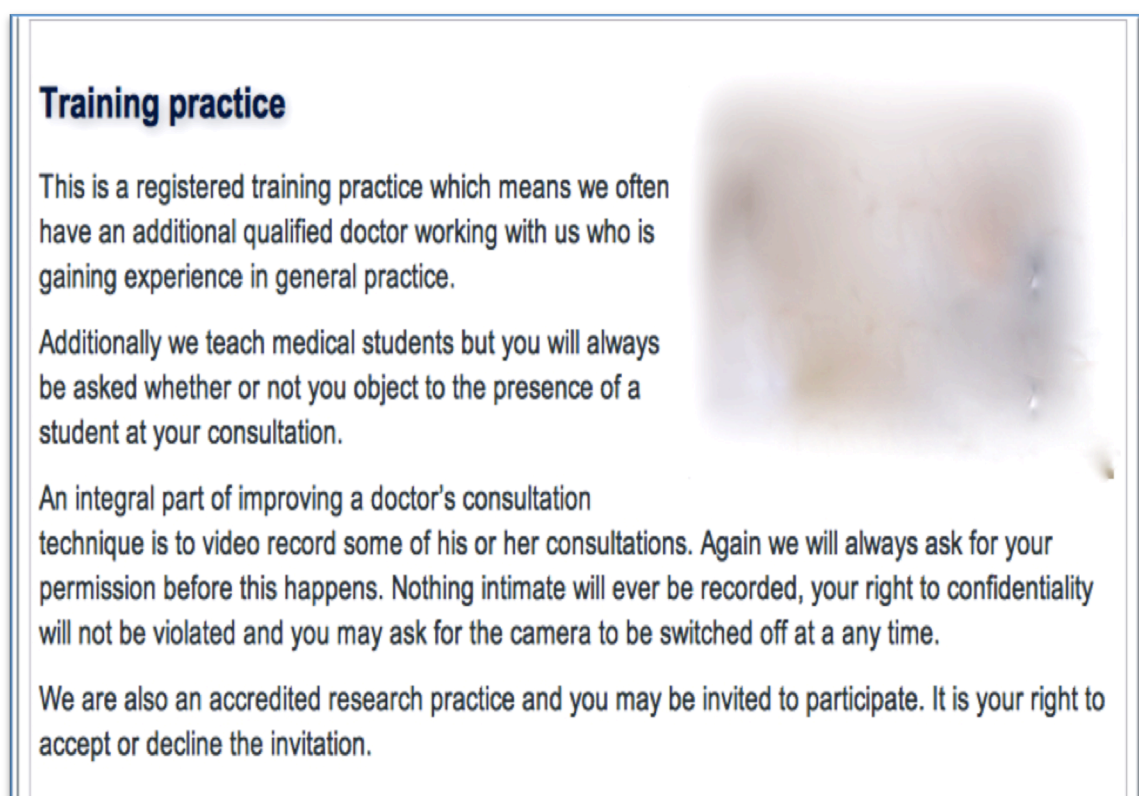 Training practice
This is a registered training practice which means we often
have an additional qualified doctor working with us who is
gaining experience in general practice.
Additionally we teach medical students but you will always
be asked whether or not you object to the presence of a
student at your consultation.
An integral part of improving a doctor’s consultation
technique is to video record some of his or her consultations. Again we will always ask for your
permission before this happens. Nothing intimate will ever be recorded, your right to confidentiality
will not be violated and you may ask for the camera to be switched off at a any time.
We are also an accredited research practice and you may be invited to participate. It is your right to
accept or decline the invitation.